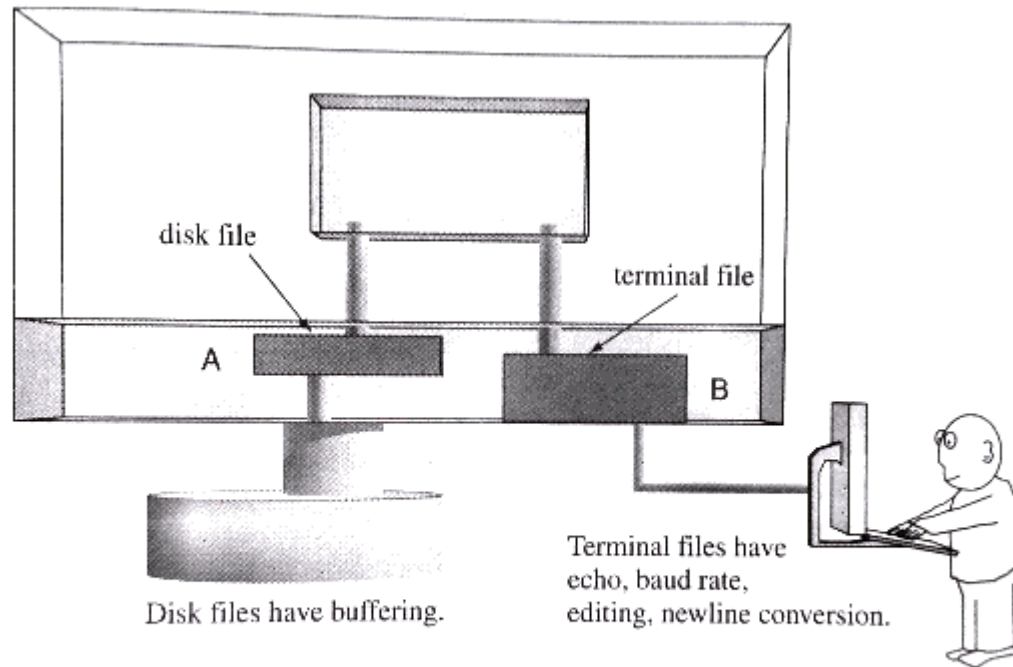 disk file
terminal file
A
B
Disk files have buffering.
Terminal files have
echo, baud rate,
editing, newline conversion.